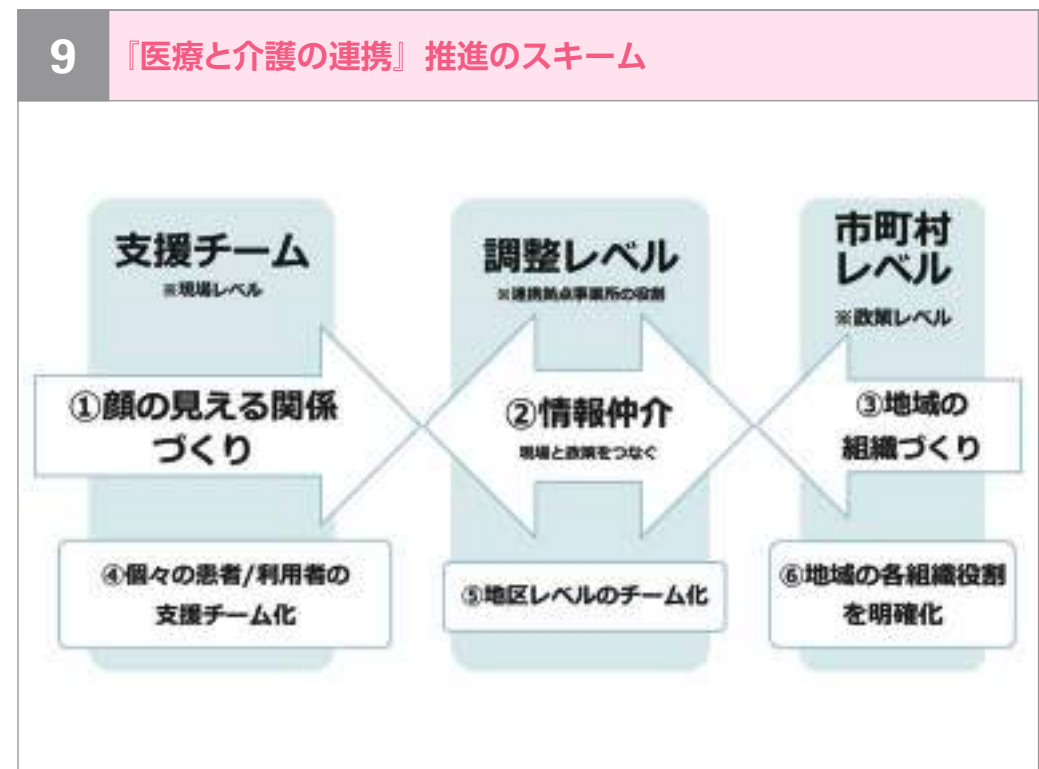 9
『医療と介護の連携』推進のスキーム
支援チーム
※現場レベル
調整レベル
※連携拠点事業所の役割
市町村
レベル
※政策レベル
①顔の見える関係
づくり
②情報仲介
現場と政策をつなぐ
③地域の
組織づくり
④個々の患者/利用者の
支援チーム化
⑤地区レベルのチーム化
⑥地域の各組織役割
を明確化